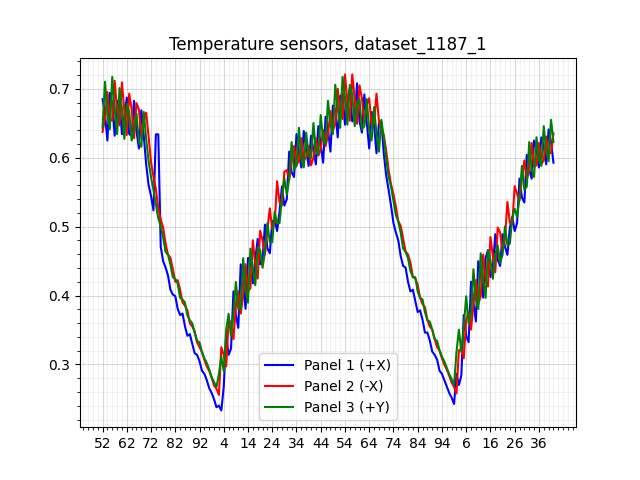 Temperature sensors, dataset_1187_1
0.7
0.6
0.5
0.4
0.3
Panel 1 (+X)
Panel 2 (-X)
Panel 3 (+Y)
52 62 72 82 92 4 14 24 34 44 54 64 74 84 94 6 16 26 36